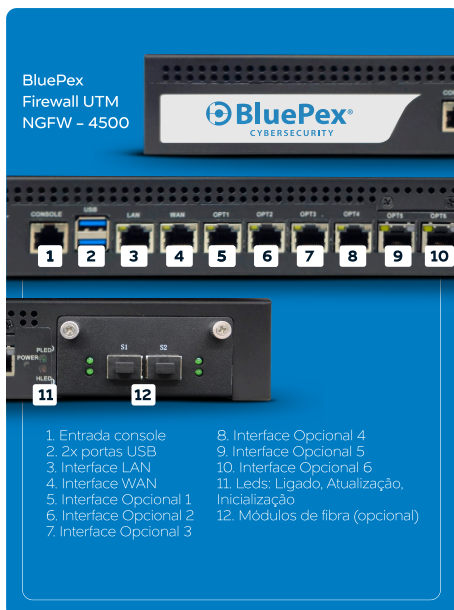 BluePex
Firewall UTM
NGFW - 4500
BluePex®
CYBERSECURITY
CONSOLE USB LAN WAN OPT1 OPT2 OPT3 OPT4 OPT5 OPT6
1 2 3 4 5 6 7 8 9 10
S1 S2
PLED
POWER
HLED
11 12
1. Entrada console
2. 2x portas USB
3. Interface LAN
4. Interface WAN
5. Interface Opcional 1
6. Interface Opcional 2
7. Interface Opcional 3
8. Interface Opcional 4
9. Interface Opcional 5
10. Interface Opcional 6
11. Leds: Ligado, Atualização,
Inicialização
12. Módulos de fibra (opcional)